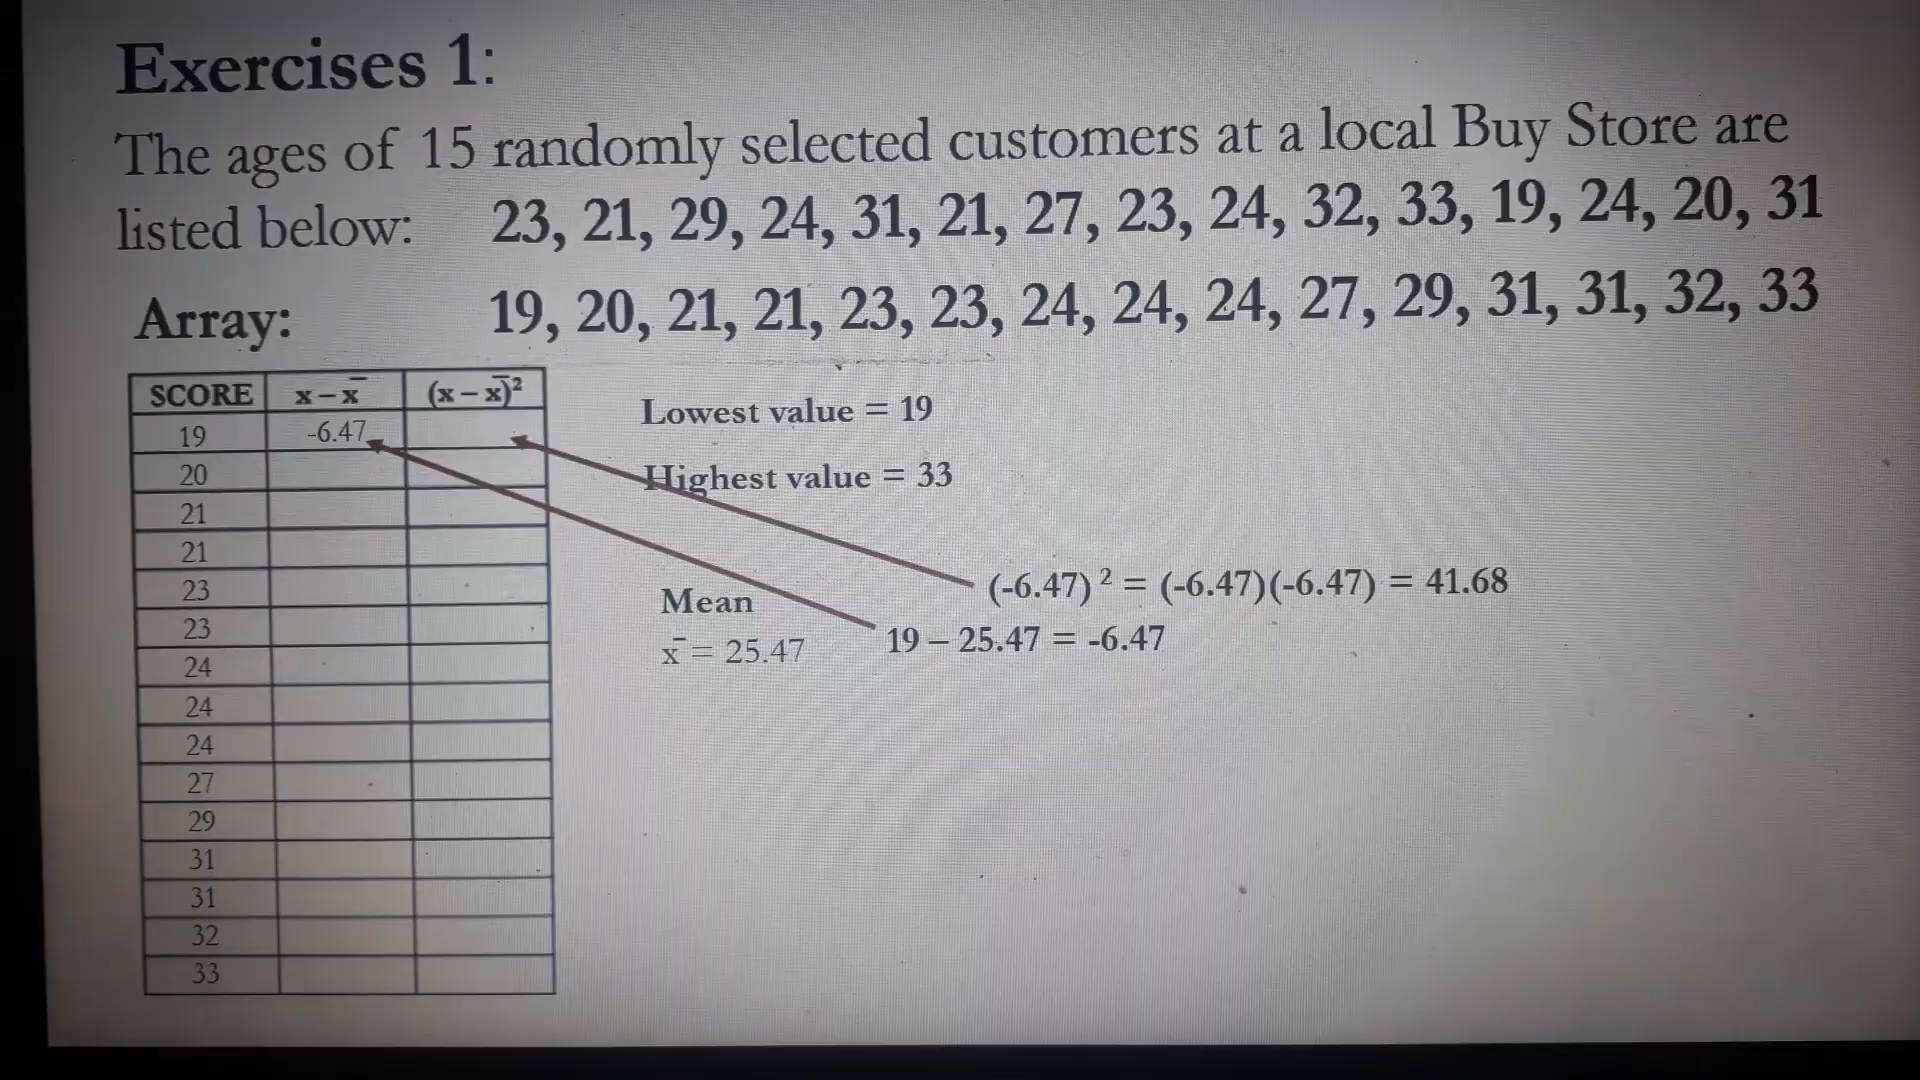 Exercises 1:
The ages of 15 randomly selected customers at a local Buy Store are
listed below: 23, 21, 29, 24, 31, 21, 27, 23, 24, 32, 33, 19, 24, 20, 31
Array: 19, 20, 21, 21, 23, 23, 24, 24, 24, 27, 29, 31, 31, 32, 33
SCORE x – x̄ (x – x̄)²
19 -6.47
20
21
21
23
23
24
24
24
27
29
31
31
32
33
Lowest value = 19
Highest value = 33
(-6.47)² = (-6.47)(-6.47) = 41.68
Mean
19 – 25.47 = -6.47
x̄ = 25.47